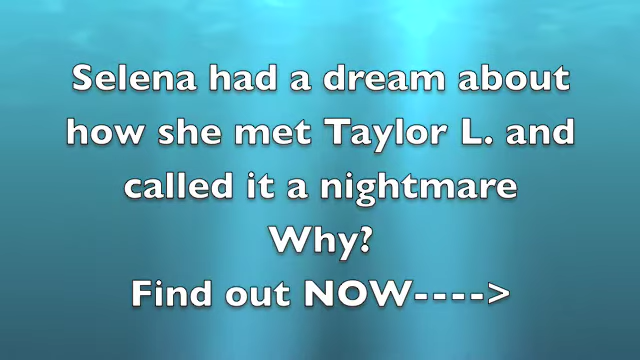 Selena had a dream about
how she met Taylor L. and
called it a nightmare
Why?
Find out NOW---->